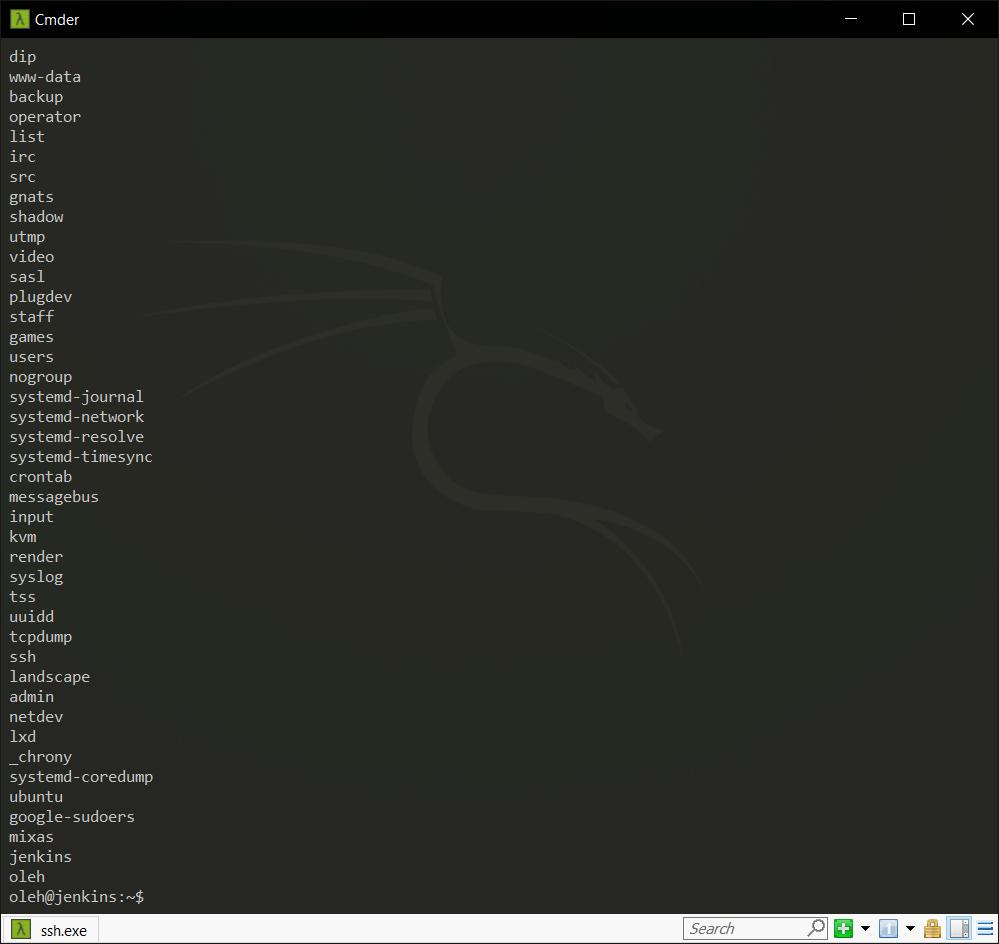 Cmder
dip
www-data
backup
operator
list
irc
src
gnats
shadow
utmp
video
sasl
plugdev
staff
games
users
nogroup
systemd-journal
systemd-network
systemd-resolve
systemd-timesync
crontab
messagebus
input
kvm
render
syslog
tss
uuidd
tcpdump
ssh
landscape
admin
netdev
lxd
_chrony
systemd-coredump
ubuntu
google-sudoers
mixas
jenkins
oleh
oleh@jenkins:~$
ssh.exe Search